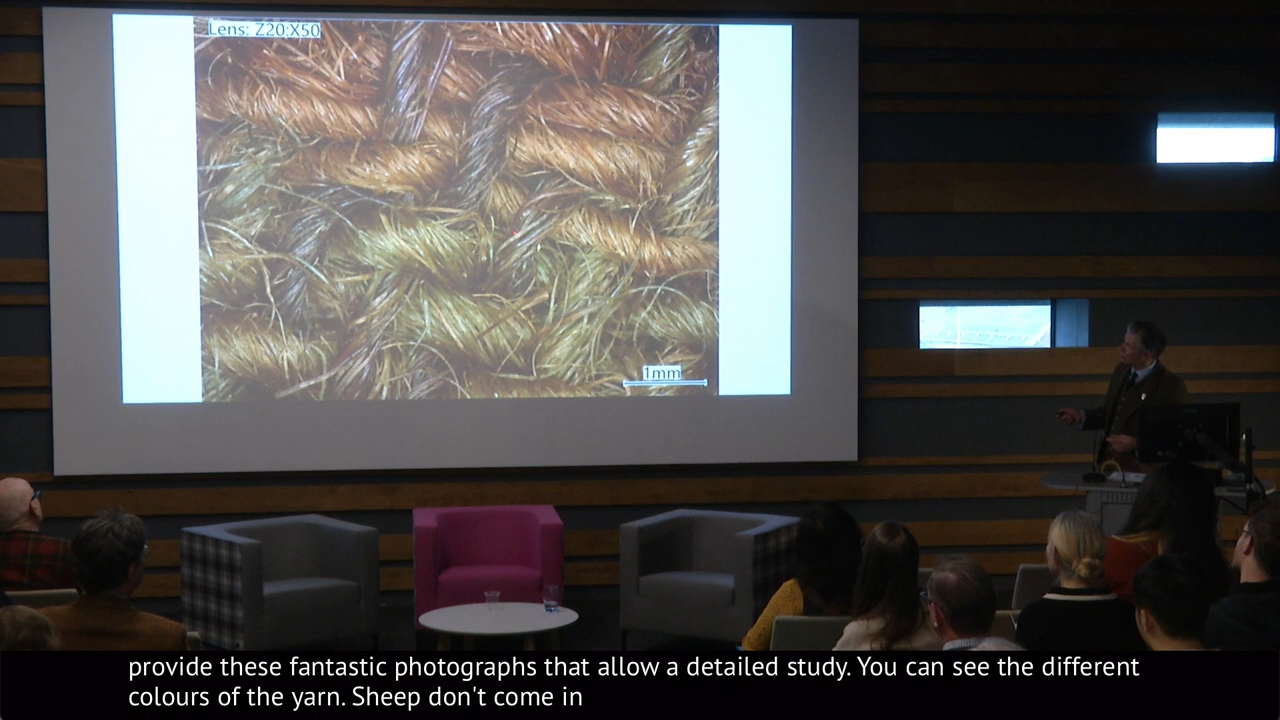 Lens: Z20:X50
1mm
provide these fantastic photographs that allow a detailed study. You can see the different
colours of the yarn. Sheep don't come in